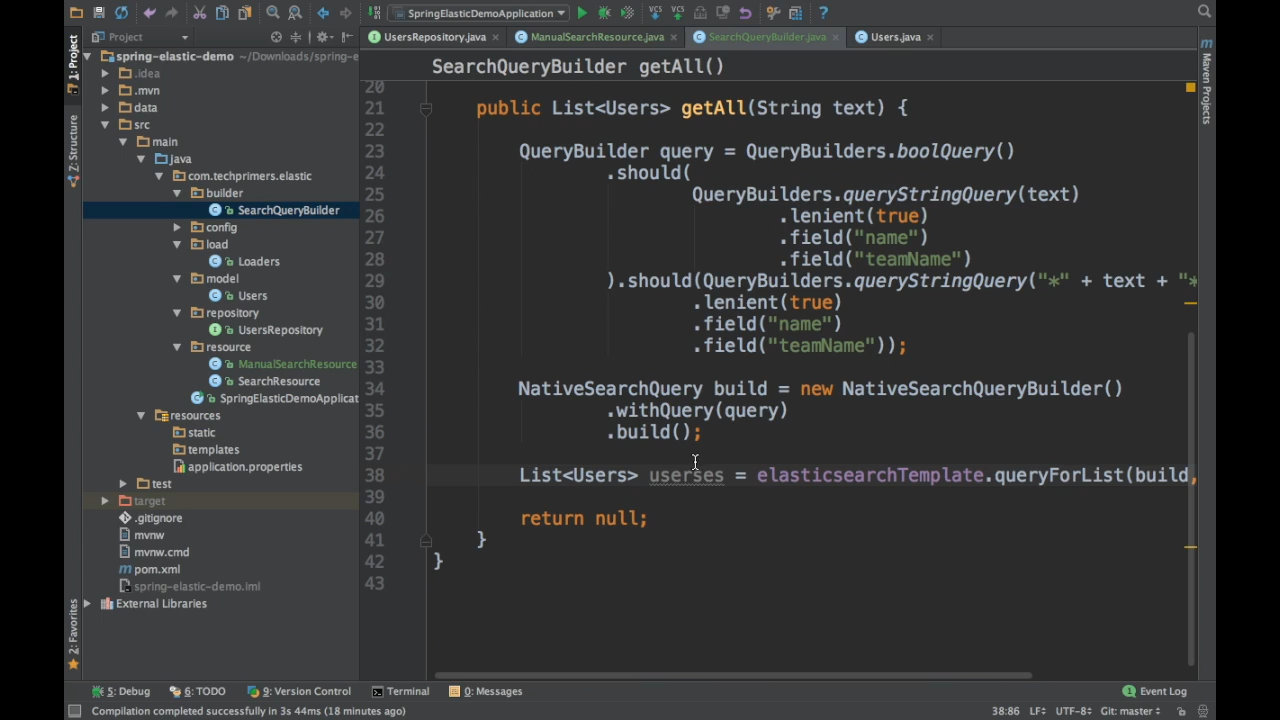 SpringElasticDemoApplication
Project
UsersRepository.java
ManualSearchResource.java
SearchQueryBuilder.java
Users.java
SearchQueryBuilder getAll()
1: Project
Z: Structure
2: Favorites
Maven Projects
spring-elastic-demo ~/Downloads/spring-e
.idea
.mvn
data
src
main
java
com.techprimers.elastic
builder
SearchQueryBuilder
config
load
Loaders
model
Users
repository
UsersRepository
resource
ManualSearchResource
SearchResource
SpringElasticDemoApplicat
resources
static
templates
application.properties
test
target
.gitignore
mvnw
mvnw.cmd
pom.xml
spring-elastic-demo.iml
External Libraries
20
21 public List<Users> getAll(String text) {
22
23 QueryBuilder query = QueryBuilders.boolQuery()
24 .should(
25 QueryBuilders.queryStringQuery(text)
26 .lenient(true)
27 .field("name")
28 .field("teamName")
29 ).should(QueryBuilders.queryStringQuery("*" + text + "*
30 .lenient(true)
31 .field("name")
32 .field("teamName"));
33
34 NativeSearchQuery build = new NativeSearchQueryBuilder()
35 .withQuery(query)
36 .build();
37
38 List<Users> userses = elasticsearchTemplate.queryForList(build,
39
40 return null;
41 }
42 }
43
5: Debug
6: TODO
9: Version Control
Terminal
0: Messages
1 Event Log
Compilation completed successfully in 3s 44ms (18 minutes ago)
38:86
LF
UTF-8
Git: master